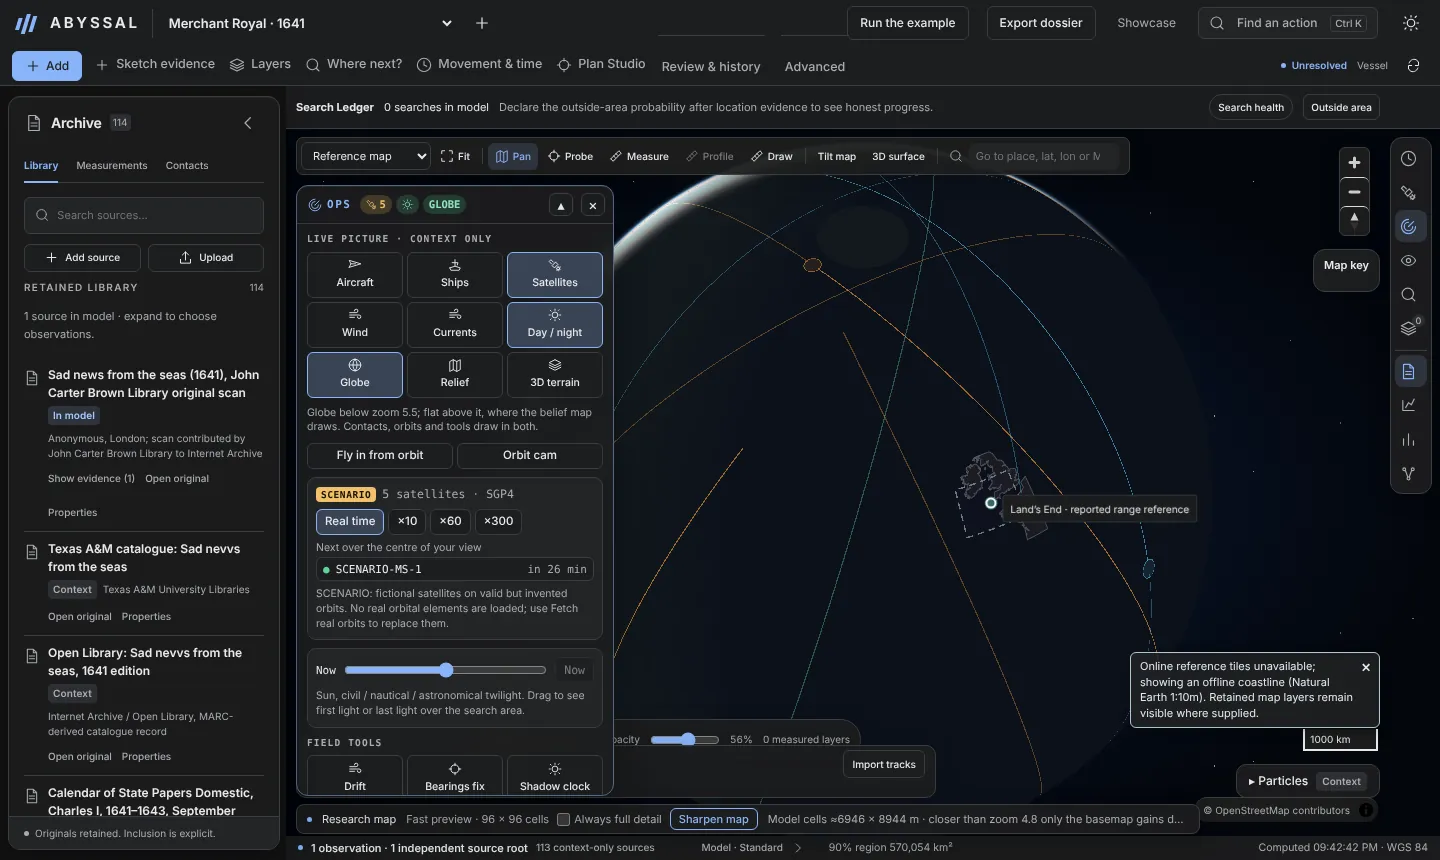 ABYSSAL
Merchant Royal · 1641
Run the example
Export dossier
Showcase
Find an action
Ctrl K
Add
Sketch evidence
Layers
Where next?
Movement & time
Plan Studio
Review & history
Advanced
Unresolved
Vessel
Archive
114
Library
Measurements
Contacts
Search sources...
Add source
Upload
RETAINED LIBRARY
114
1 source in model · expand to choose
observations.
Sad news from the seas (1641), John
Carter Brown Library original scan
In model
Anonymous, London; scan contributed by
John Carter Brown Library to Internet Archive
Show evidence (1)
Open original
Properties
Texas A&M catalogue: Sad nevvs
from the seas
Context
Texas A&M University Libraries
Open original
Properties
Open Library: Sad nevvs from the
seas, 1641 edition
Context
Internet Archive / Open Library, MARC-
derived catalogue record
Open original
Properties
Calendar of State Papers Domestic,
Charles I, 1641–1643, September
Originals retained. Inclusion is explicit.
Search Ledger
0 searches in model
Declare the outside-area probability after location evidence to see honest progress.
Search health
Outside area
Reference map
Fit
Pan
Probe
Measure
Profile
Draw
Tilt map
3D surface
Go to place, lat, lon or M
OPS
5
GLOBE
LIVE PICTURE · CONTEXT ONLY
Aircraft
Ships
Satellites
Wind
Currents
Day / night
Globe
Relief
3D terrain
Globe below zoom 5.5; flat above it, where the belief map
draws. Contacts, orbits and tools draw in both.
Fly in from orbit
Orbit cam
SCENARIO
5 satellites · SGP4
Real time
×10
×60
×300
Next over the centre of your view
SCENARIO-MS-1
in 26 min
SCENARIO: fictional satellites on valid but invented
orbits. No real orbital elements are loaded; use Fetch
real orbits to replace them.
Now
Now
Sun, civil / nautical / astronomical twilight. Drag to see
first light or last light over the search area.
FIELD TOOLS
Drift
Bearings fix
Shadow clock
Map key
0
Land's End · reported range reference
Online reference tiles unavailable;
showing an offline coastline (Natural
Earth 1:10m). Retained map layers remain
visible where supplied.
1000 km
pacity
56%
0 measured layers
Import tracks
Particles
Context
© OpenStreetMap contributors
Research map
Fast preview · 96 × 96 cells
Always full detail
Sharpen map
Model cells ≈6946 × 8944 m · closer than zoom 4.8 only the basemap gains d...
1 observation · 1 independent source root
113 context-only sources
Model · Standard
90% region 570,054 km²
Computed 09:42:42 PM · WGS 84